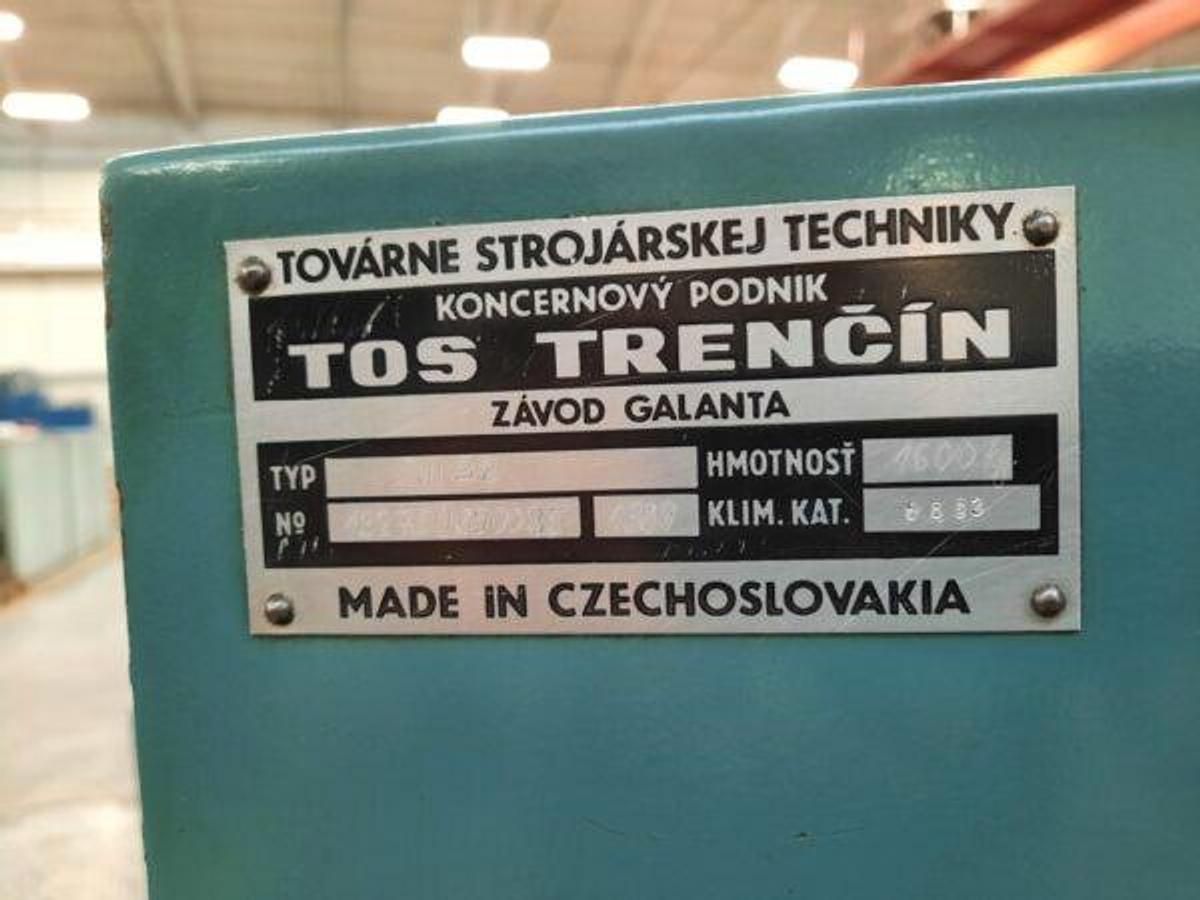 TOVÁRNE STROJÁRSKEJ TECHNIKY
KONCERNOVÝ PODNIK
TOS TRENČÍN
ZÁVOD GALANTA
TYP HMOTNOSŤ
Nº KLIM. KAT.
MADE IN CZECHOSLOVAKIA